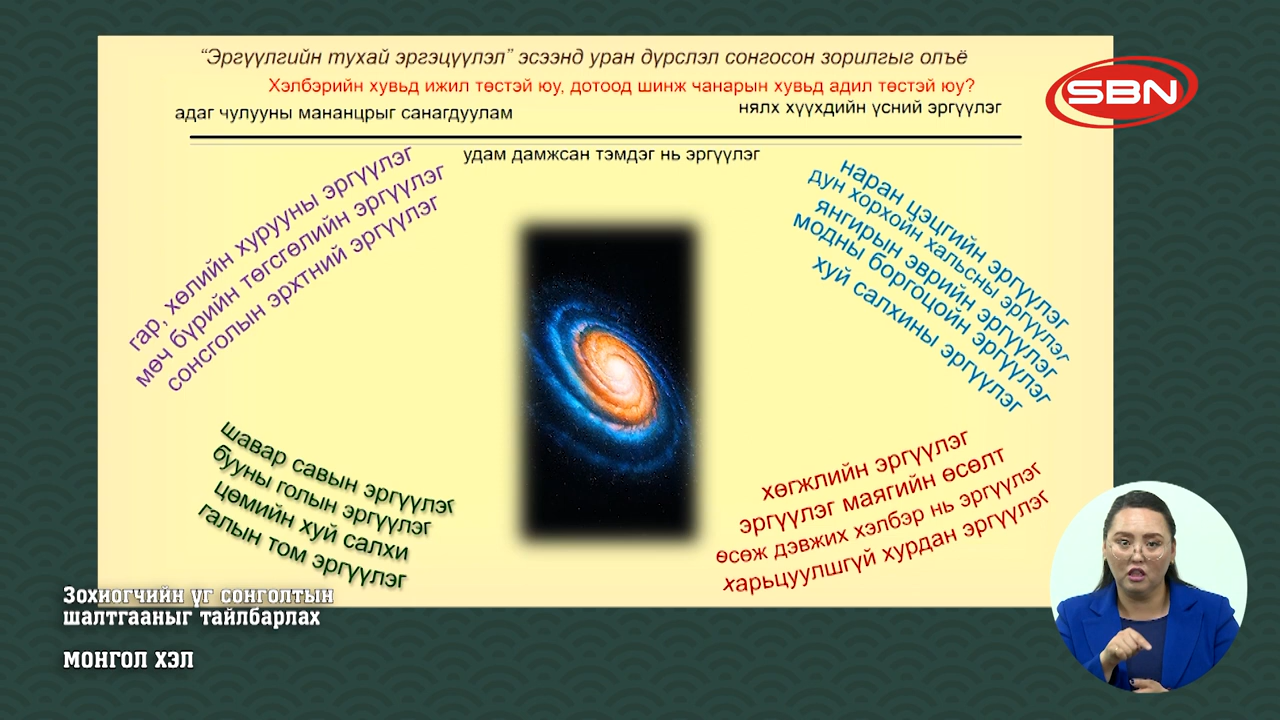 “Эргүүлгийн тухай эргэцүүлэл” эсээнд уран дүрслэл сонгосон зорилгыг олъё
Хэлбэрийн хувьд ижил төстэй юу, дотоод шинж чанарын хувьд адил төстэй юу?
адаг чулууны мананцрыг санагдуулам
нялх хүүхдийн үсний эргүүлэг
удам дамжсан тэмдэг нь эргүүлэг
гар, хөлийн хурууны эргүүлэг
мөч бүрийн төгсгөлийн эргүүлэг
сонсголын эрхтний эргүүлэг
наран цэцгийн эргүүлэг
дун хорхойн хальсны эргүүлэг
янгирын эврийн эргүүлэг
модны боргоцойн эргүүлэг
хуй салхины эргүүлэг
шавар савын эргүүлэг
бууны голын эргүүлэг
цөмийн хуй салхи
галын том эргүүлэг
хөгжлийн эргүүлэг
эргүүлэг маягийн өсөлт
өсөж дэвжих хэлбэр нь эргүүлэг
харьцуулшгүй хурдан эргүүлэг
SBN
Зохиогчийн үг сонголтын
шалтгааныг тайлбарлах
МОНГОЛ ХЭЛ